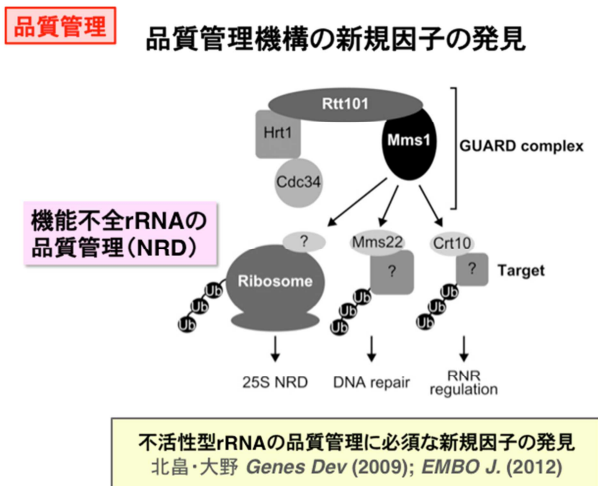 品質管理
品質管理機構の新規因子の発見
Rtt101
Hrt1
Mms1
GUARD complex
Cdc34
機能不全rRNAの
品質管理(NRD)
?
Mms22
Crt10
?
?
Target
Ribosome
Ub
Ub
Ub
Ub
Ub
Ub
Ub
Ub
Ub
25S NRD
DNA repair
RNR
regulation
不活性型rRNAの品質管理に必須な新規因子の発見
北畠・大野 Genes Dev (2009); EMBO J. (2012)